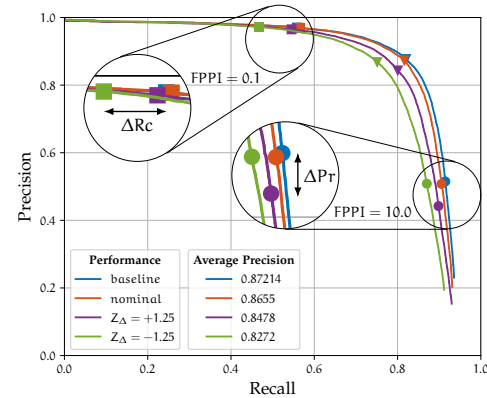 1.0
0.8
0.6
0.4
0.2
0.0
Precision
FPPI = 0.1
ΔRc
ΔPr
FPPI = 10.0
Performance
baseline
nominal
Z_Δ = +1.25
Z_Δ = −1.25
Average Precision
0.87214
0.8655
0.8478
0.8272
0.0 0.2 0.4 0.6 0.8 1.0
Recall